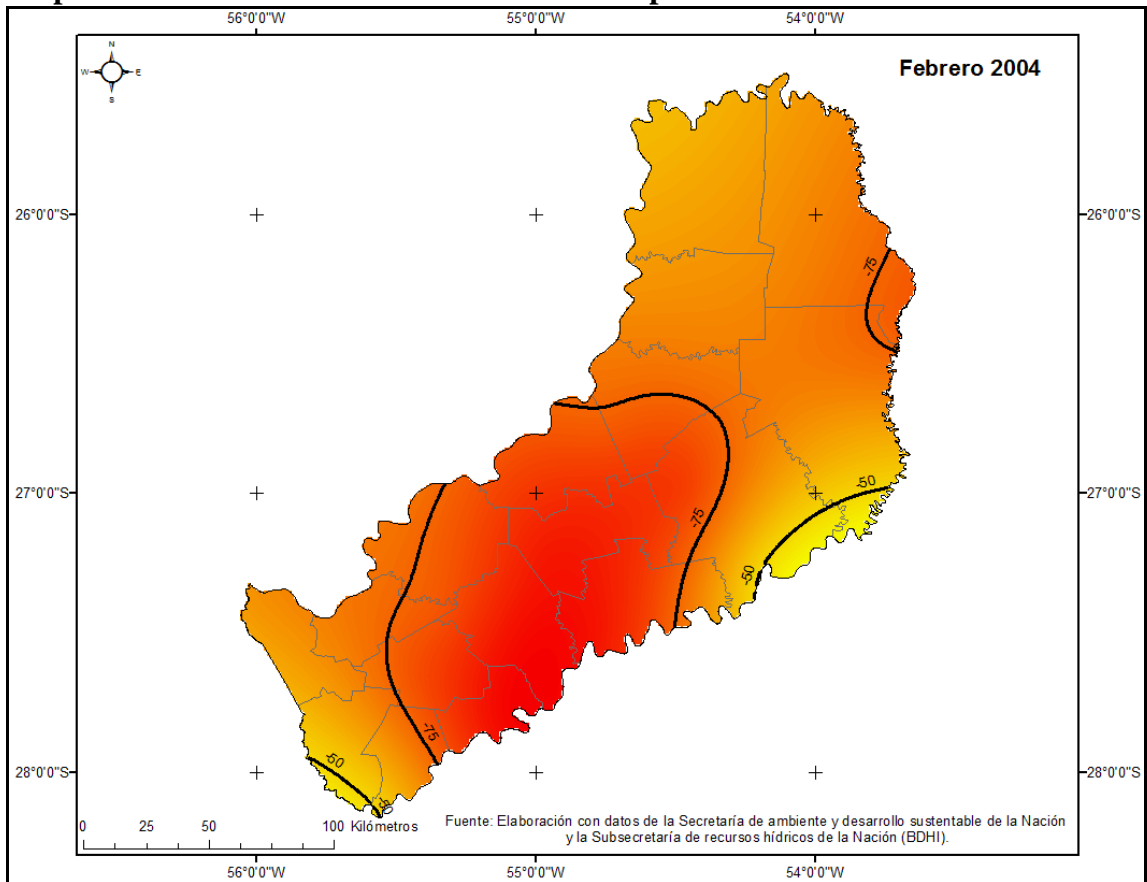 56°0'0"W 55°0'0"W 54°0'0"W
N
W E
S
Febrero 2004
26°0'0"S 26°0'0"S
-75
-50
27°0'0"S 27°0'0"S
-75
-50
-75
-50
28°0'0"S 28°0'0"S
-50
0 25 50 100 Kilómetros
Fuente: Elaboración con datos de la Secretaría de ambiente y desarrollo sustentable de la Nación
y la Subsecretaría de recursos hídricos de la Nación (BDHI).
56°0'0"W 55°0'0"W 54°0'0"W